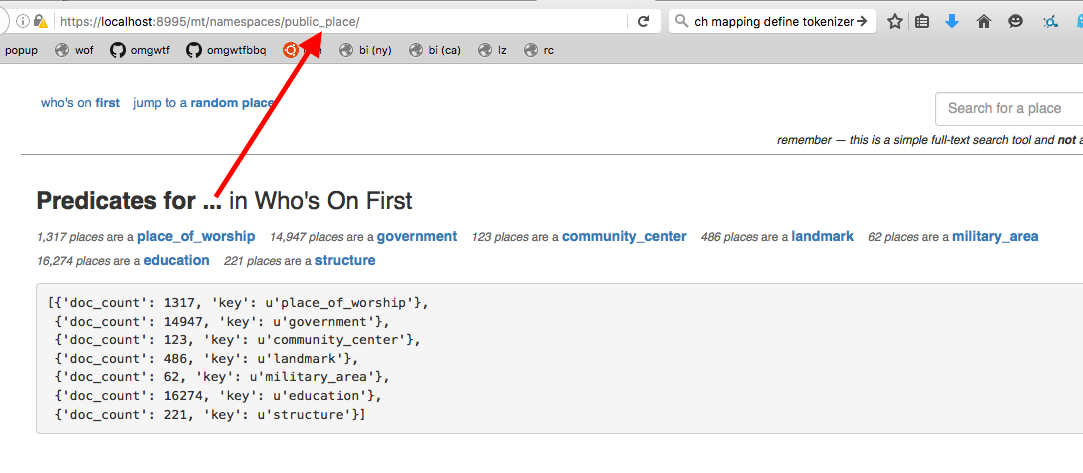 https://localhost:8995/mt/namespaces/public_place/
ch mapping define tokenizer
popup wof omgwtf omgwtfbbq bi (ny) bi (ca) lz rc
who's on first jump to a random place
Search for a place
remember — this is a simple full-text search tool and not a
Predicates for ... in Who's On First
1,317 places are a place_of_worship 14,947 places are a government 123 places are a community_center 486 places are a landmark 62 places are a military_area
16,274 places are a education 221 places are a structure
[{'doc_count': 1317, 'key': u'place_of_worship'},
{'doc_count': 14947, 'key': u'government'},
{'doc_count': 123, 'key': u'community_center'},
{'doc_count': 486, 'key': u'landmark'},
{'doc_count': 62, 'key': u'military_area'},
{'doc_count': 16274, 'key': u'education'},
{'doc_count': 221, 'key': u'structure'}]